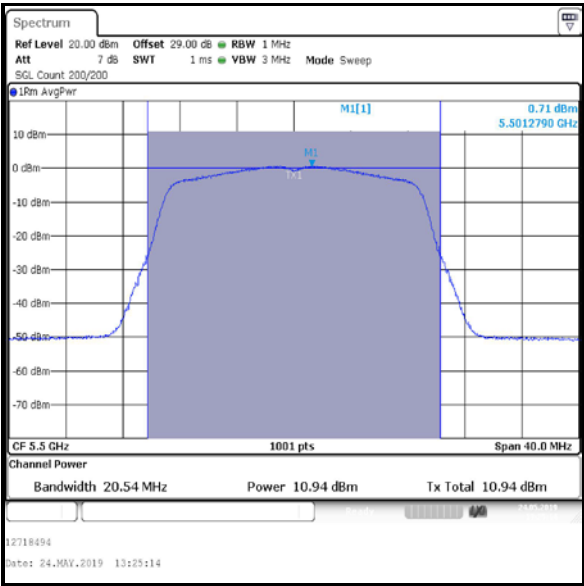 Spectrum
Ref Level 20.00 dBm Offset 29.00 dB RBW 1 MHz
Att 7 dB SWT 1 ms VBW 3 MHz Mode Sweep
SGL Count 200/200
1Rm AvgPwr
M1[1] 0.71 dBm
5.5012790 GHz
10 dBm
M1
0 dBm
TX1
-10 dBm
-20 dBm
-30 dBm
-40 dBm
-50 dBm
-60 dBm
-70 dBm
CF 5.5 GHz 1001 pts Span 40.0 MHz
Channel Power
Bandwidth 20.54 MHz Power 10.94 dBm Tx Total 10.94 dBm
24.05.2019
12718494
Date: 24.MAY.2019 13:25:14